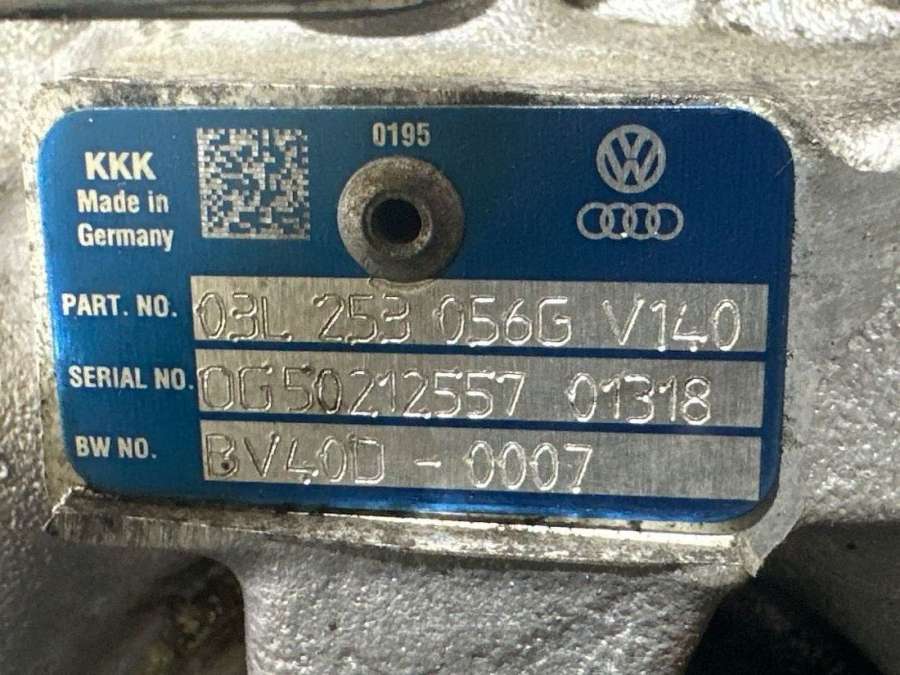 0195
KKK
Made in
Germany
PART. NO. 03L 253 056G V140
SERIAL NO. 0G50212557 01318
BW NO. BV40D - 0007